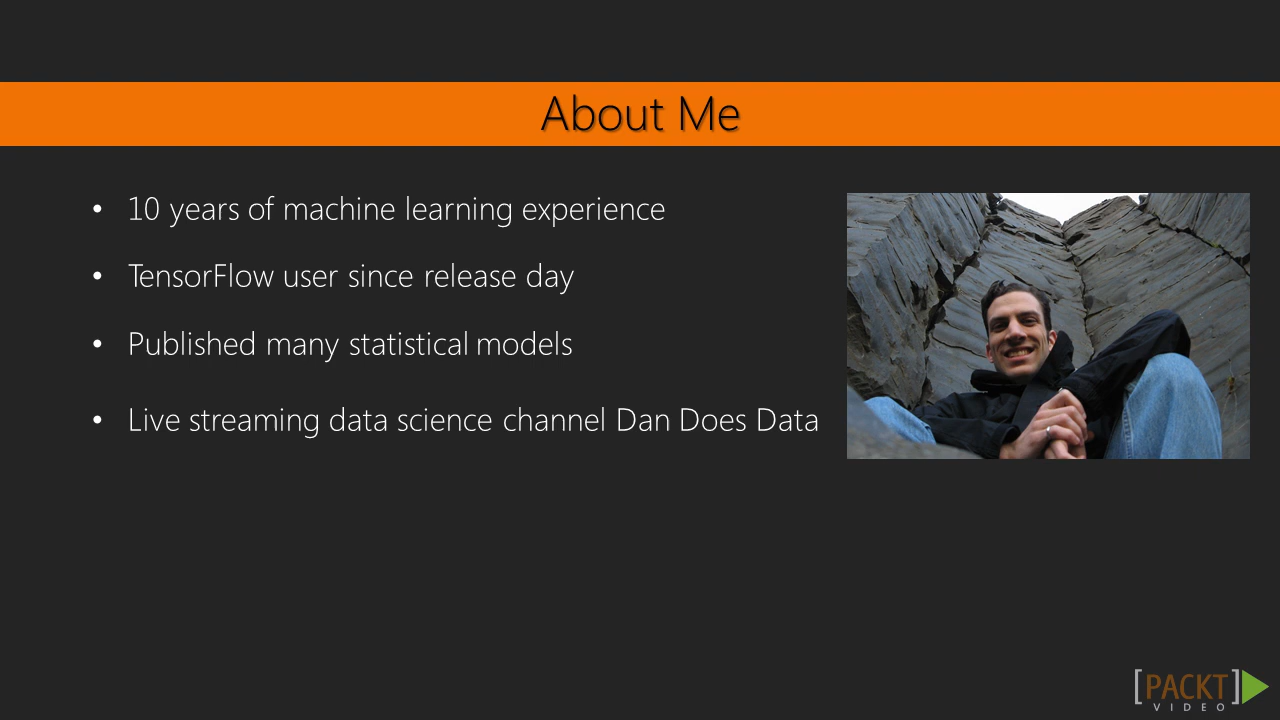 About Me
• 10 years of machine learning experience
• TensorFlow user since release day
• Published many statistical models
• Live streaming data science channel Dan Does Data
[PACKT]
VIDEO